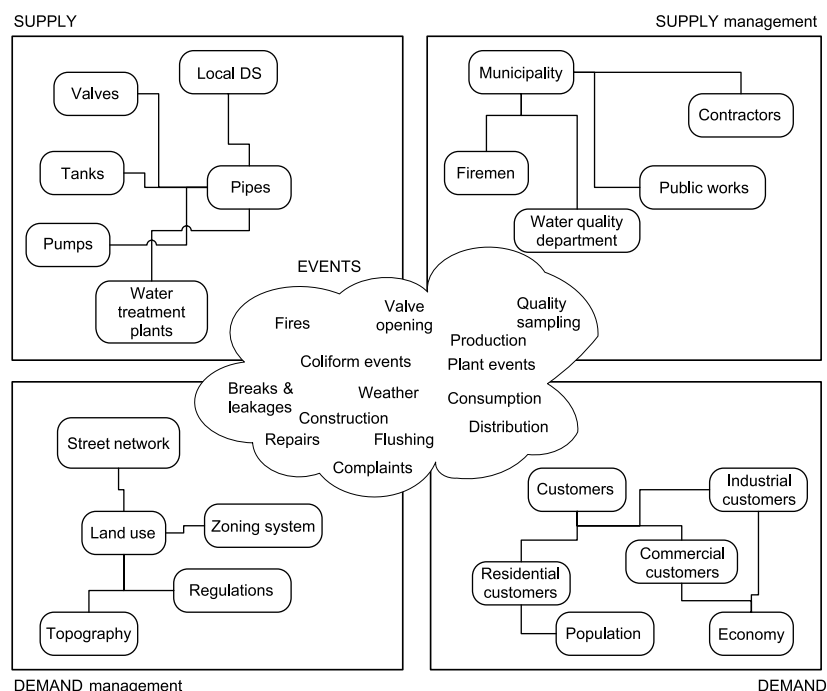 SUPPLY
SUPPLY management
Local DS
Valves
Tanks
Pipes
Pumps
Water
treatment
plants
Municipality
Contractors
Firemen
Public works
Water quality
department
EVENTS
Fires
Valve
opening
Quality
sampling
Production
Coliform events
Plant events
Breaks &
leakages
Weather
Consumption
Construction
Distribution
Repairs
Flushing
Complaints
Street network
Land use
Zoning system
Regulations
Topography
Customers
Industrial
customers
Commercial
customers
Residential
customers
Population
Economy
DEMAND management
DEMAND